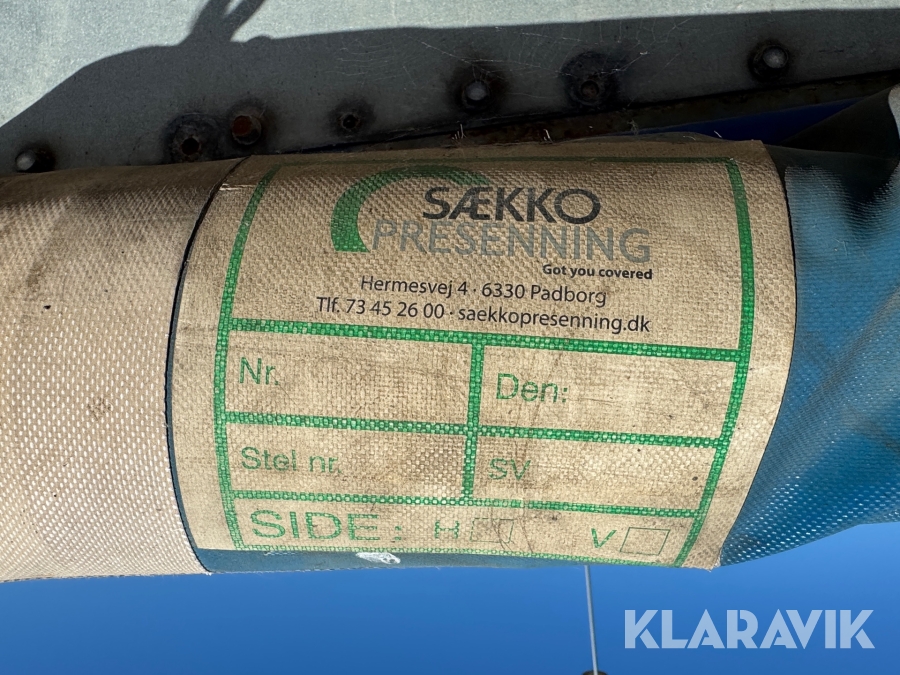 SÆKKO
PRESENNING
Got you covered
Hermesvej 4 · 6330 Padborg
Tlf. 73 45 26 00 · saekkopresenning.dk
Nr.
Den:
Stel nr.
SV
SIDE: H V
KLARAVIK